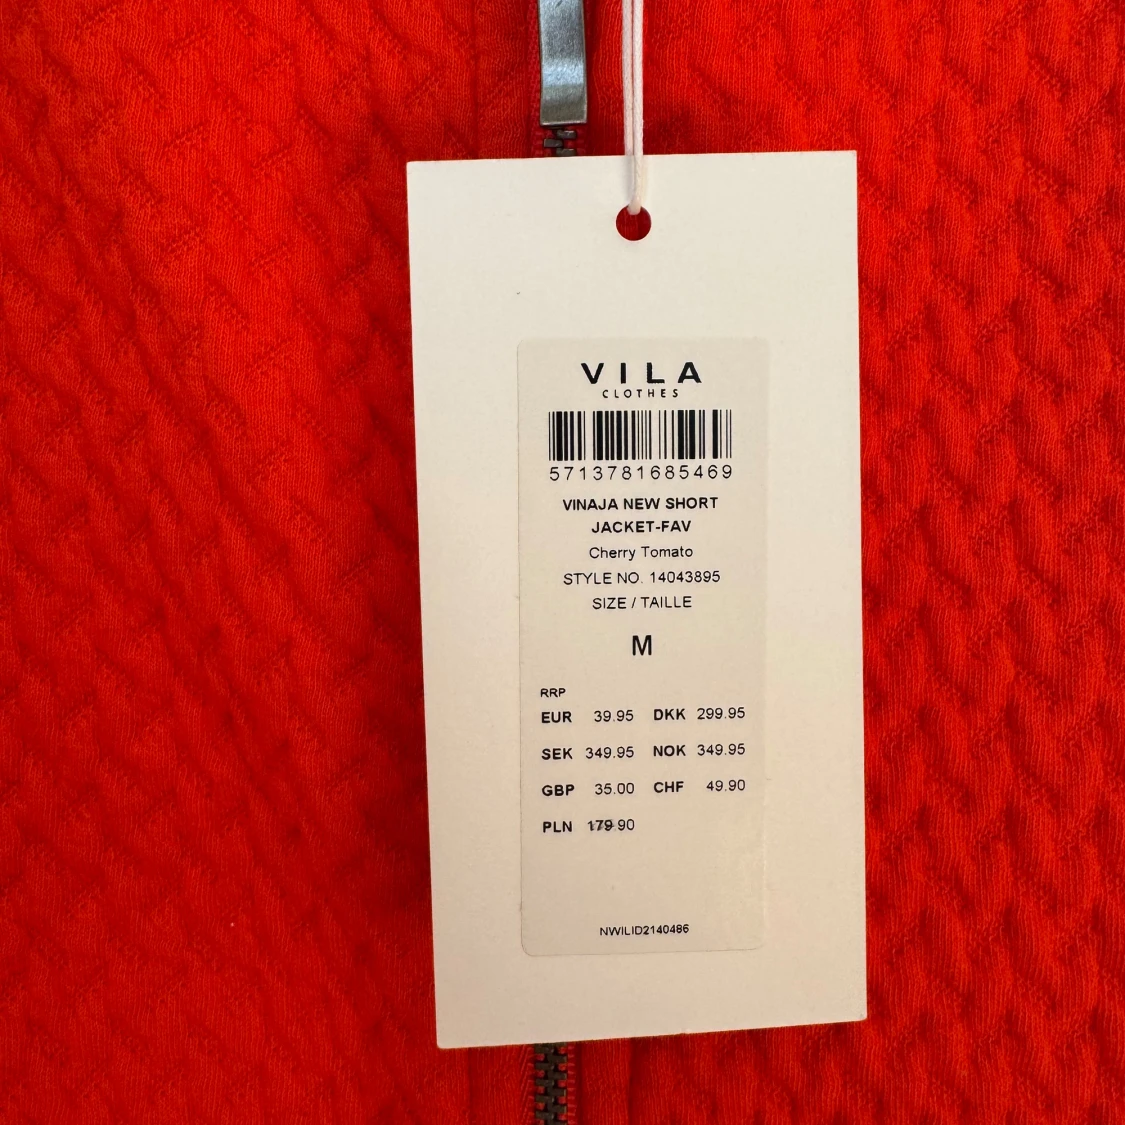 VILA
CLOTHES
5713781685469
VINAJA NEW SHORT
JACKET-FAV
Cherry Tomato
STYLE NO. 14043895
SIZE / TAILLE
M
RRP
EUR 39.95 DKK 299.95
SEK 349.95 NOK 349.95
GBP 35.00 CHF 49.90
PLN 179.90
NWILID2140486